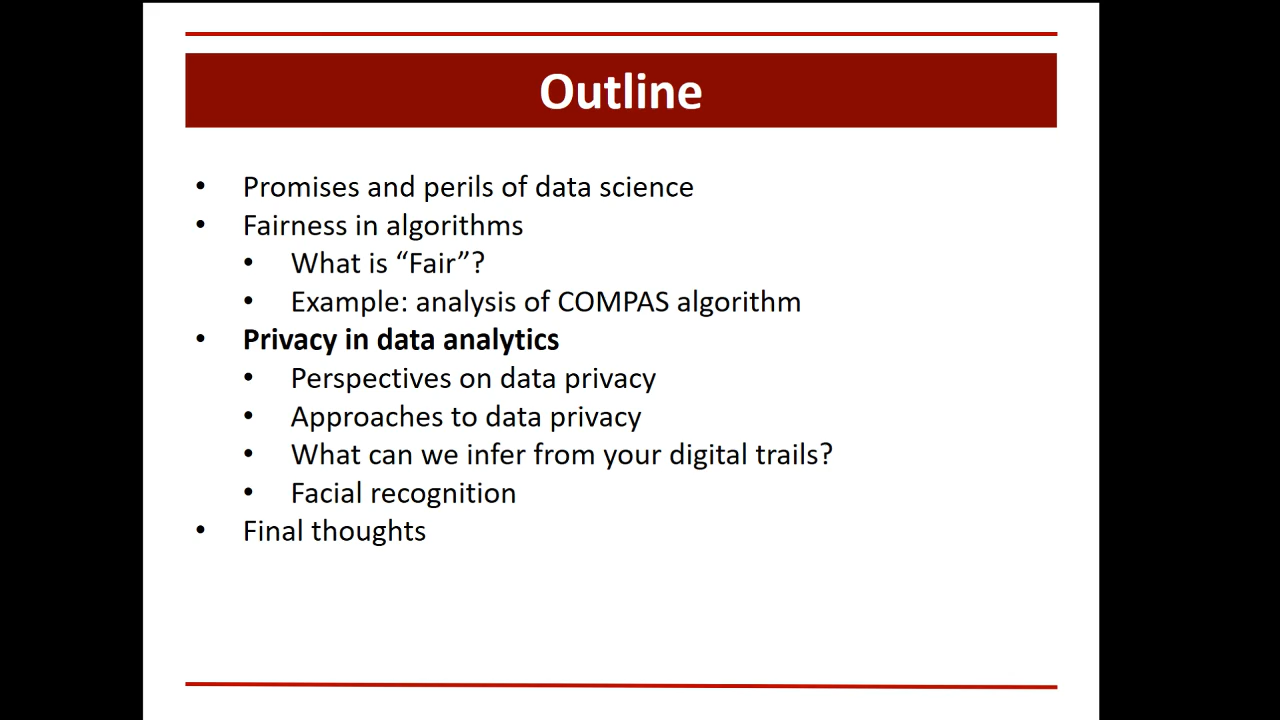 Outline
• Promises and perils of data science
• Fairness in algorithms
• What is “Fair”?
• Example: analysis of COMPAS algorithm
• Privacy in data analytics
• Perspectives on data privacy
• Approaches to data privacy
• What can we infer from your digital trails?
• Facial recognition
• Final thoughts